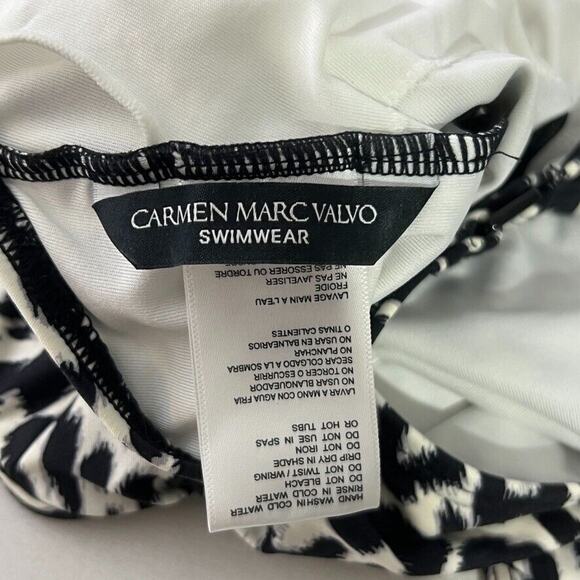 CARMEN MARC VALVO
SWIMWEAR
HAND WASH IN COLD WATER
RINSE IN COLD WATER
DO NOT BLEACH
DO NOT TWIST / WRING
DRIP DRY IN SHADE
DO NOT IRON
DO NOT USE IN SPAS
OR HOT TUBS
LAVAR A MANO CON AGUA FRIA
NO USAR BLANQUEADOR
NO TORCER O ESCURRIR
SECAR COLGADO A LA SOMBRA
NO PLANCHAR
NO USAR EN BALNEARIOS
O TINAS CALIENTES
LAVAGE MAIN A L'EAU
FROIDE
NE PAS JAVELISER
NE PAS ESSORER OU TORDRE